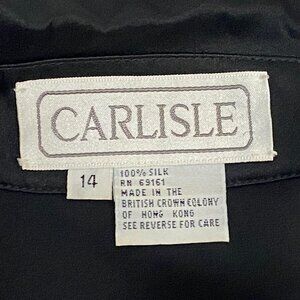 CARLISLE
14
100% SILK
RN 69161
MADE IN THE
BRITISH CROWN COLONY
OF HONG KONG
SEE REVERSE FOR CARE